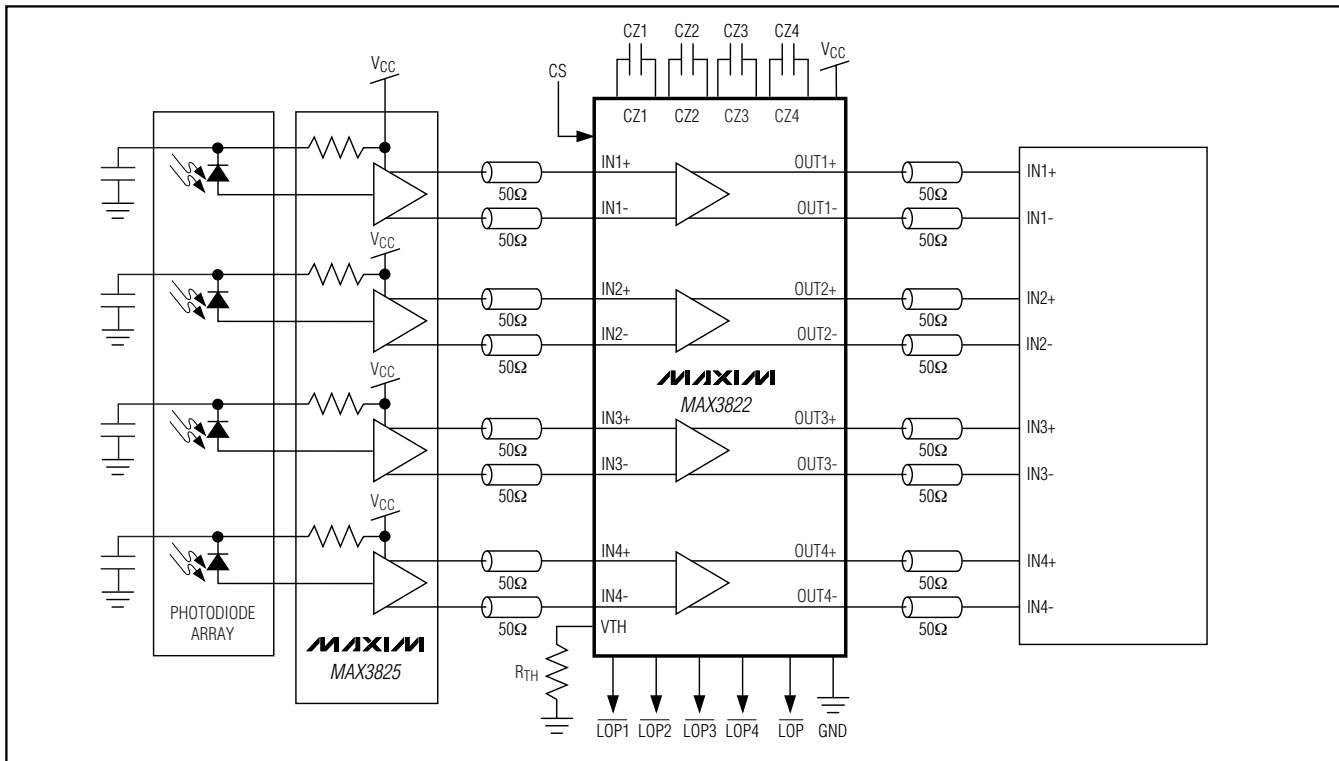 CZ1 CZ2 CZ3 CZ4
VCC
CS
VCC
CZ1 CZ2 CZ3 CZ4
IN1+ OUT1+ IN1+
50Ω 50Ω
IN1- OUT1- IN1-
50Ω 50Ω
VCC
IN2+ OUT2+ IN2+
50Ω 50Ω
IN2- OUT2- IN2-
50Ω 50Ω
VCC
MAXIM
MAX3822
IN3+ OUT3+ IN3+
50Ω 50Ω
IN3- OUT3- IN3-
50Ω 50Ω
VCC
IN4+ OUT4+ IN4+
50Ω 50Ω
IN4- OUT4- IN4-
50Ω 50Ω
PHOTODIODE
ARRAY
VTH
MAXIM
MAX3825
RTH
LOP1 LOP2 LOP3 LOP4 LOP GND